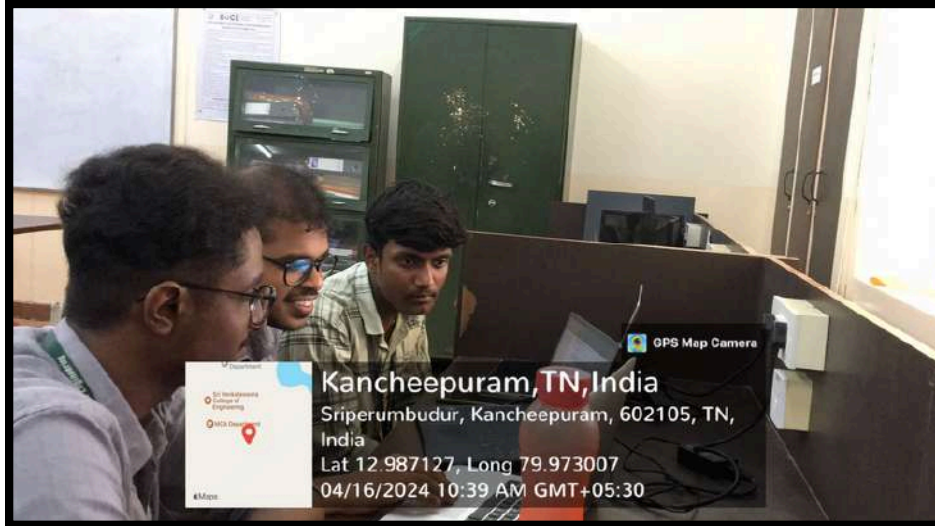 GPS Map Camera
Department
Sri Venkateswara
College of
Engineering
MCA Department
Maps
Kancheepuram,TN,India
Sriperumbudur, Kancheepuram, 602105, TN,
India
Lat 12.987127, Long 79.973007
04/16/2024 10:39 AM GMT+05:30